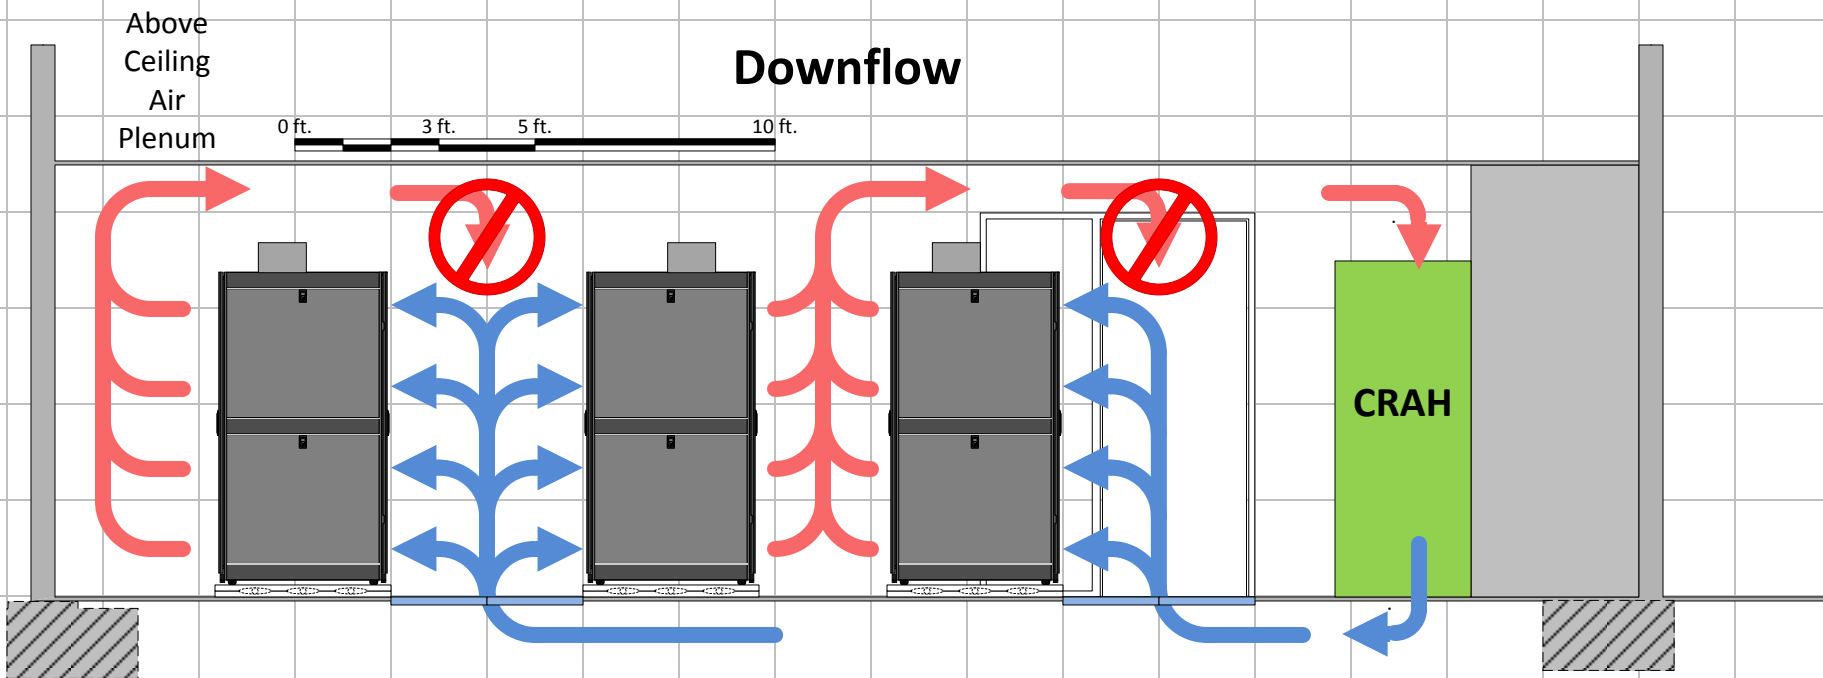 Above
Ceiling
Air
Plenum
Downflow
0 ft. 3 ft. 5 ft. 10 ft.
CRAH